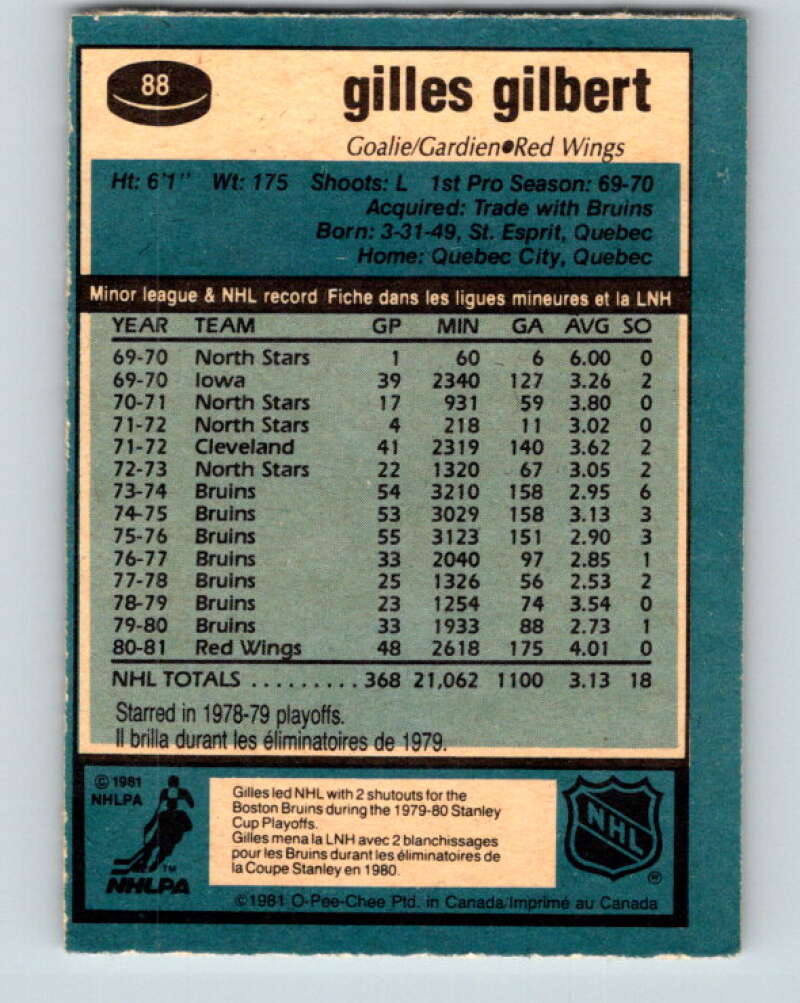 88
gilles gilbert
Goalie/Gardien●Red Wings
Ht: 6'1" Wt: 175 Shoots: L 1st Pro Season: 69-70
Acquired: Trade with Bruins
Born: 3-31-49, St. Esprit, Quebec
Home: Quebec City, Quebec
Minor league & NHL record Fiche dans les ligues mineures et la LNH
YEAR TEAM GP MIN GA AVG SO
69-70 North Stars 1 60 6 6.00 0
69-70 Iowa 39 2340 127 3.26 2
70-71 North Stars 17 931 59 3.80 0
71-72 North Stars 4 218 11 3.02 0
71-72 Cleveland 41 2319 140 3.62 2
72-73 North Stars 22 1320 67 3.05 2
73-74 Bruins 54 3210 158 2.95 6
74-75 Bruins 53 3029 158 3.13 3
75-76 Bruins 55 3123 151 2.90 3
76-77 Bruins 33 2040 97 2.85 1
77-78 Bruins 25 1326 56 2.53 2
78-79 Bruins 23 1254 74 3.54 0
79-80 Bruins 33 1933 88 2.73 1
80-81 Red Wings 48 2618 175 4.01 0
NHL TOTALS ......... 368 21,062 1100 3.13 18
Starred in 1978-79 playoffs.
Il brilla durant les éliminatoires de 1979.
© 1981
NHLPA
TM
NHLPA
Gilles led NHL with 2 shutouts for the
Boston Bruins during the 1979-80 Stanley
Cup Playoffs.
Gilles mena la LNH avec 2 blanchissages
pour les Bruins durant les éliminatoires de
la Coupe Stanley en 1980.
NHL
®
©1981 O-Pee-Chee Ptd. in Canada/Imprimé au Canada